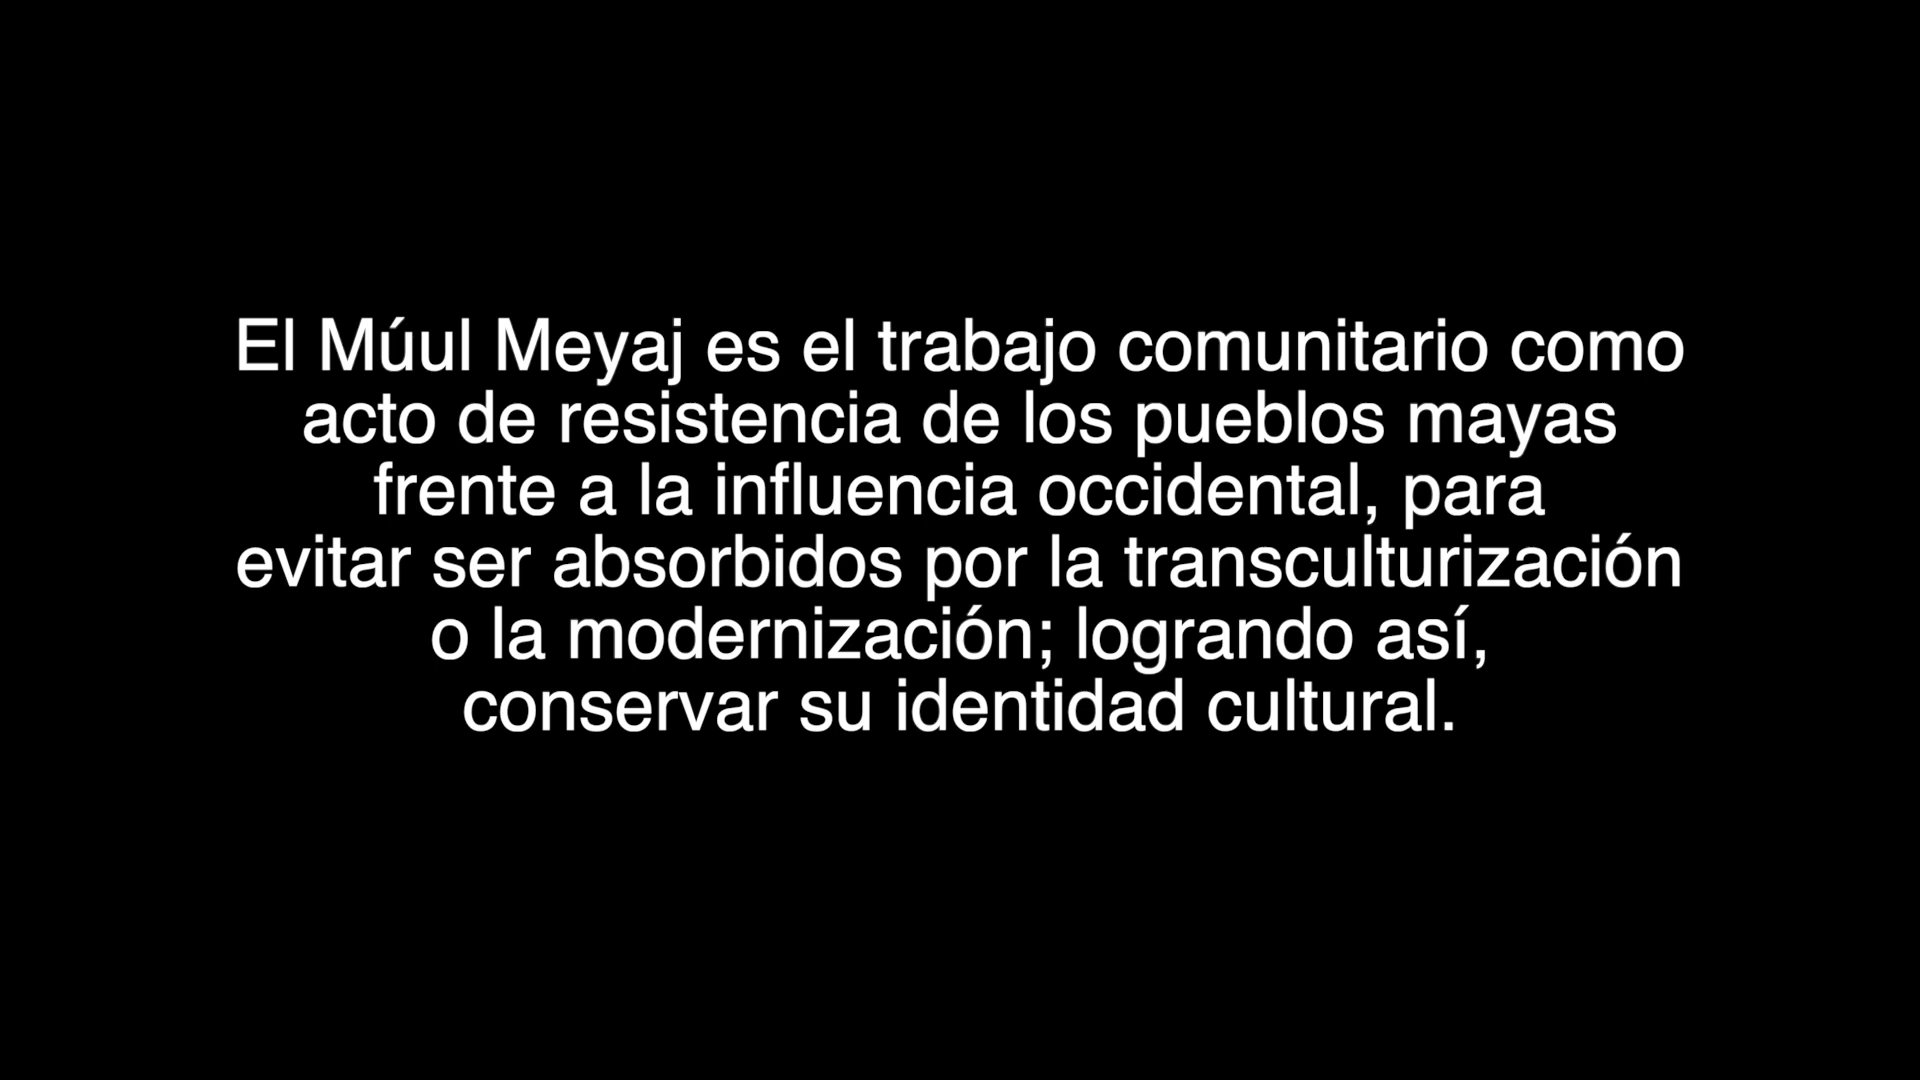 El Múul Meyaj es el trabajo comunitario como
acto de resistencia de los pueblos mayas
frente a la influencia occidental, para
evitar ser absorbidos por la transculturización
o la modernización; logrando así,
conservar su identidad cultural.